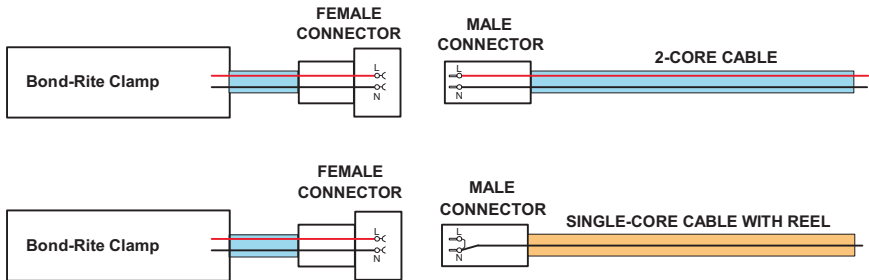 FEMALE
CONNECTOR
MALE
CONNECTOR
2-CORE CABLE
Bond-Rite Clamp
L
N
L
N
FEMALE
CONNECTOR
MALE
CONNECTOR
SINGLE-CORE CABLE WITH REEL
Bond-Rite Clamp
L
N
L
N